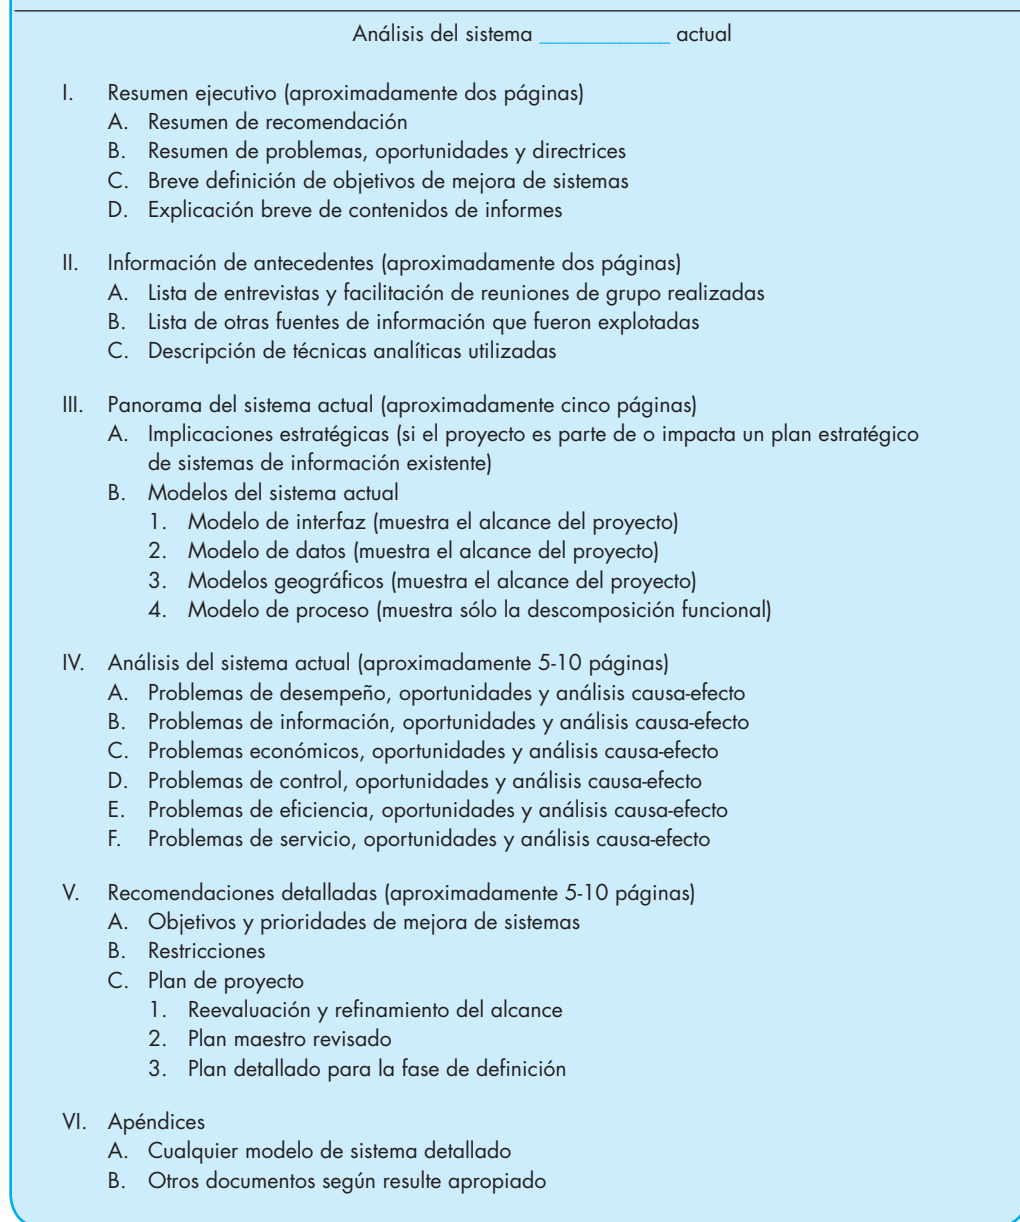 Análisis del sistema _____________ actual
I. Resumen ejecutivo (aproximadamente dos páginas)
A. Resumen de recomendación
B. Resumen de problemas, oportunidades y directrices
C. Breve definición de objetivos de mejora de sistemas
D. Explicación breve de contenidos de informes
II. Información de antecedentes (aproximadamente dos páginas)
A. Lista de entrevistas y facilitación de reuniones de grupo realizadas
B. Lista de otras fuentes de información que fueron explotadas
C. Descripción de técnicas analíticas utilizadas
III. Panorama del sistema actual (aproximadamente cinco páginas)
A. Implicaciones estratégicas (si el proyecto es parte de o impacta un plan estratégico
de sistemas de información existente)
B. Modelos del sistema actual
1. Modelo de interfaz (muestra el alcance del proyecto)
2. Modelo de datos (muestra el alcance del proyecto)
3. Modelos geográficos (muestra el alcance del proyecto)
4. Modelo de proceso (muestra sólo la descomposición funcional)
IV. Análisis del sistema actual (aproximadamente 5-10 páginas)
A. Problemas de desempeño, oportunidades y análisis causa-efecto
B. Problemas de información, oportunidades y análisis causa-efecto
C. Problemas económicos, oportunidades y análisis causa-efecto
D. Problemas de control, oportunidades y análisis causa-efecto
E. Problemas de eficiencia, oportunidades y análisis causa-efecto
F. Problemas de servicio, oportunidades y análisis causa-efecto
V. Recomendaciones detalladas (aproximadamente 5-10 páginas)
A. Objetivos y prioridades de mejora de sistemas
B. Restricciones
C. Plan de proyecto
1. Reevaluación y refinamiento del alcance
2. Plan maestro revisado
3. Plan detallado para la fase de definición
VI. Apéndices
A. Cualquier modelo de sistema detallado
B. Otros documentos según resulte apropiado